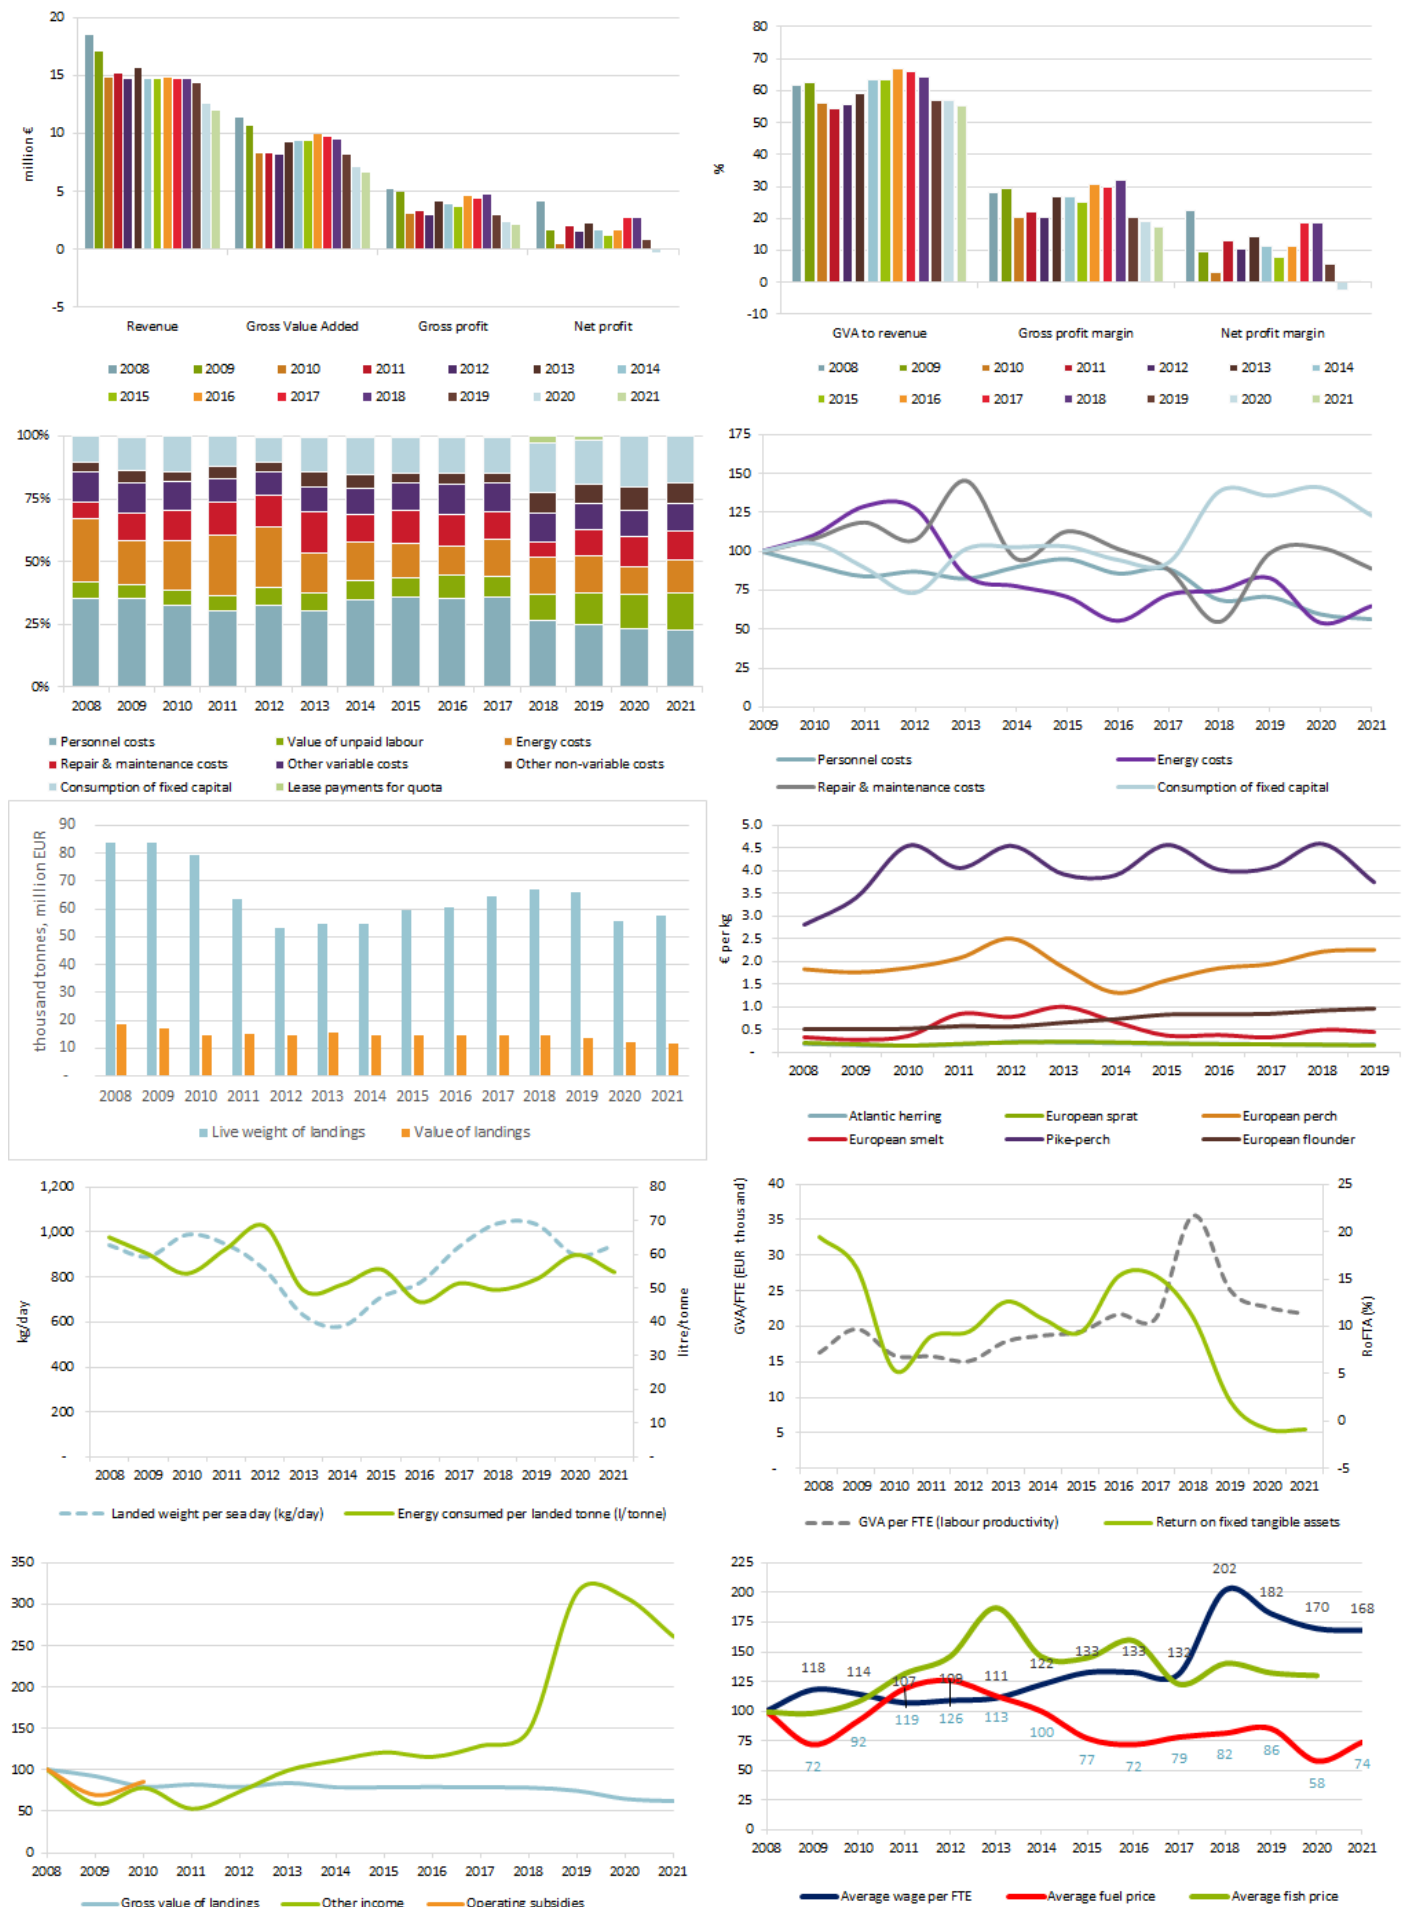 20
15
10
5
0
-5
million €
Revenue Gross Value Added Gross profit Net profit
2008 2009 2010 2011 2012 2013 2014
2015 2016 2017 2018 2019 2020 2021
80
70
60
50
40
30
20
10
0
-10
%
GVA to revenue Gross profit margin Net profit margin
2008 2009 2010 2011 2012 2013 2014
2015 2016 2017 2018 2019 2020 2021
100%
75%
50%
25%
0%
2008 2009 2010 2011 2012 2013 2014 2015 2016 2017 2018 2019 2020 2021
Personnel costs Value of unpaid labour Energy costs
Repair & maintenance costs Other variable costs Other non-variable costs
Consumption of fixed capital Lease payments for quota
175
150
125
100
75
50
25
0
2009 2010 2011 2012 2013 2014 2015 2016 2017 2018 2019 2020 2021
Personnel costs Energy costs
Repair & maintenance costs Consumption of fixed capital
90
80
70
60
50
40
30
20
10
-
thousand tonnes, million EUR
2008 2009 2010 2011 2012 2013 2014 2015 2016 2017 2018 2019 2020 2021
Live weight of landings Value of landings
5.0
4.5
4.0
3.5
3.0
2.5
2.0
1.5
1.0
0.5
-
€ per kg
2008 2009 2010 2011 2012 2013 2014 2015 2016 2017 2018 2019
Atlantic herring European sprat European perch
European smelt Pike-perch European flounder
1,200
1,000
800
600
400
200
-
kg/day
80
70
60
50
40
30
20
10
-
litre/tonne
2008 2009 2010 2011 2012 2013 2014 2015 2016 2017 2018 2019 2020 2021
Landed weight per sea day (kg/day) Energy consumed per landed tonne (l/tonne)
40
35
30
25
20
15
10
5
-
GVA/FTE (EUR thousand)
25
20
15
10
5
0
-5
RoFTA (%)
2008 2009 2010 2011 2012 2013 2014 2015 2016 2017 2018 2019 2020 2021
GVA per FTE (labour productivity) Return on fixed tangible assets
350
300
250
200
150
100
50
0
2008 2009 2010 2011 2012 2013 2014 2015 2016 2017 2018 2019 2020 2021
Gross value of landings Other income Operating subsidies
225
200
175
150
125
100
75
50
25
0
118 114 107 109 111 122 133 133 132 202 182 170 168
72 92 119 126 113 100 77 72 79 82 86 58 74
2008 2009 2010 2011 2012 2013 2014 2015 2016 2017 2018 2019 2020 2021
Average wage per FTE Average fuel price Average fish price